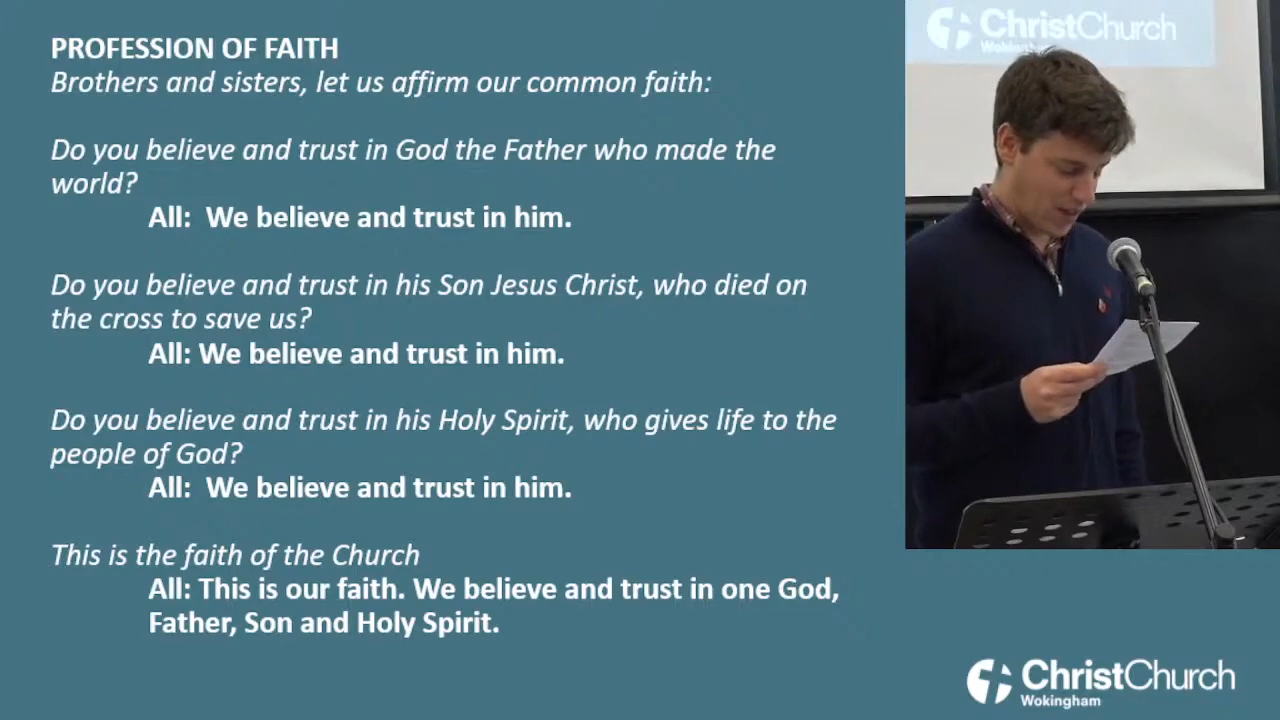 PROFESSION OF FAITH
Brothers and sisters, let us affirm our common faith:
Do you believe and trust in God the Father who made the
world?
All:  We believe and trust in him.
Do you believe and trust in his Son Jesus Christ, who died on
the cross to save us?
All: We believe and trust in him.
Do you believe and trust in his Holy Spirit, who gives life to the
people of God?
All:  We believe and trust in him.
This is the faith of the Church
All: This is our faith. We believe and trust in one God,
Father, Son and Holy Spirit.
ChristChurch
Wokingham
ChristChurch
Wokingham